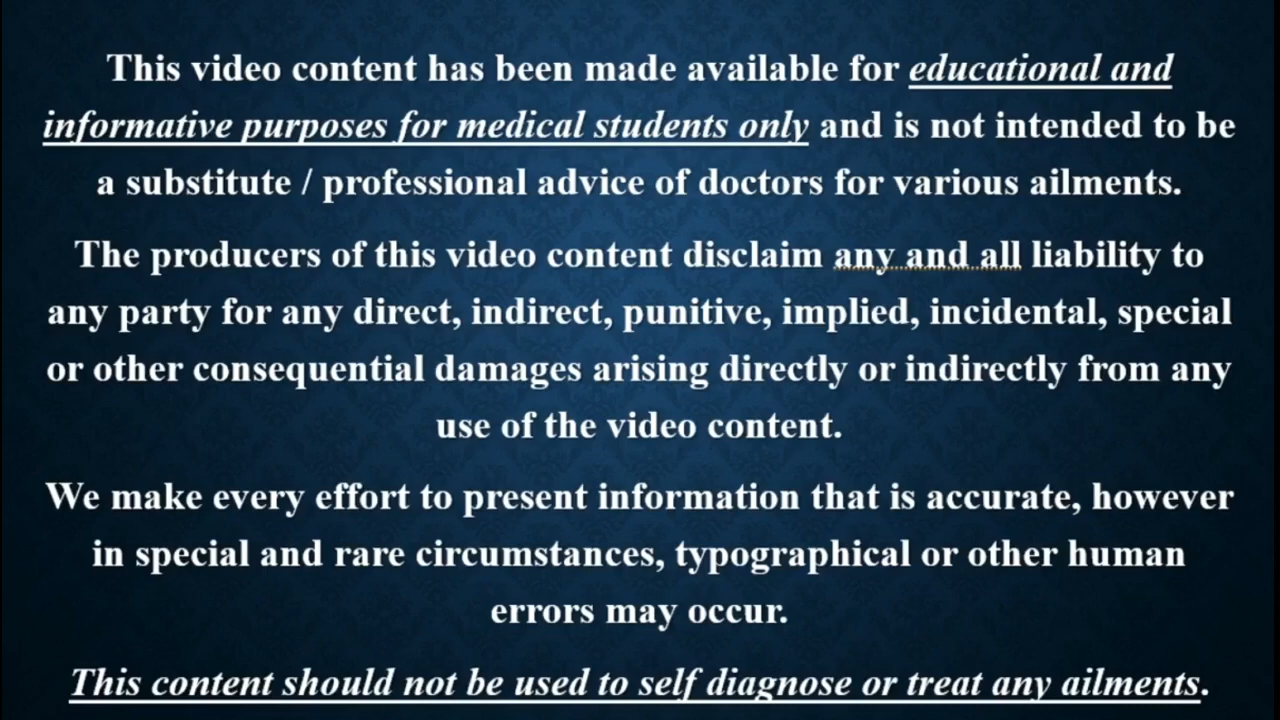 This video content has been made available for educational and
informative purposes for medical students only and is not intended to be
a substitute / professional advice of doctors for various ailments.
The producers of this video content disclaim any and all liability to
any party for any direct, indirect, punitive, implied, incidental, special
or other consequential damages arising directly or indirectly from any
use of the video content.
We make every effort to present information that is accurate, however
in special and rare circumstances, typographical or other human
errors may occur.
This content should not be used to self diagnose or treat any ailments.